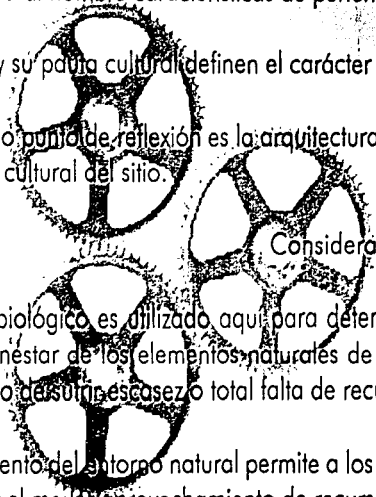 y su pauta cultural definen el carácter
o punto de reflexión es la arquitectura
cultural del sitio.
Considera
biológico es utilizado aquí para deter
nestar de los elementos naturales de
o de sufrir escasez o total falta de recu
ento del entorno natural permite a los